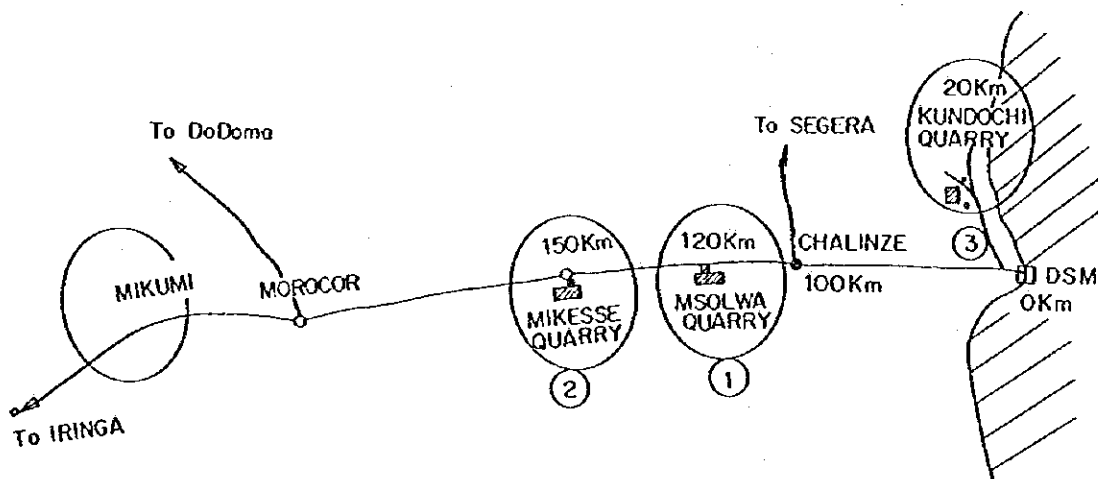 To DoDoma
To SEGERA
20Km
KUNDOCHI
QUARRY
3
MIKUMI
MOROCOR
150Km
MIKESSE
QUARRY
2
120Km
MSOLWA
QUARRY
1
CHALINZE
100Km
DSM
0Km
To IRINGA